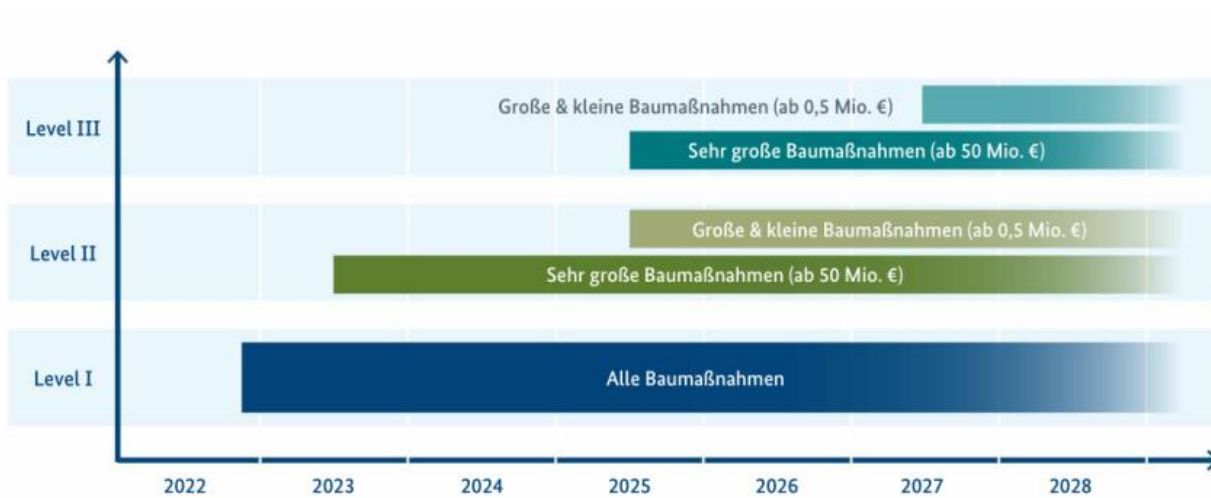 Level III
Große & kleine Baumaßnahmen (ab 0,5 Mio. €)
Sehr große Baumaßnahmen (ab 50 Mio. €)
Level II
Große & kleine Baumaßnahmen (ab 0,5 Mio. €)
Sehr große Baumaßnahmen (ab 50 Mio. €)
Level I
Alle Baumaßnahmen
2022 2023 2024 2025 2026 2027 2028